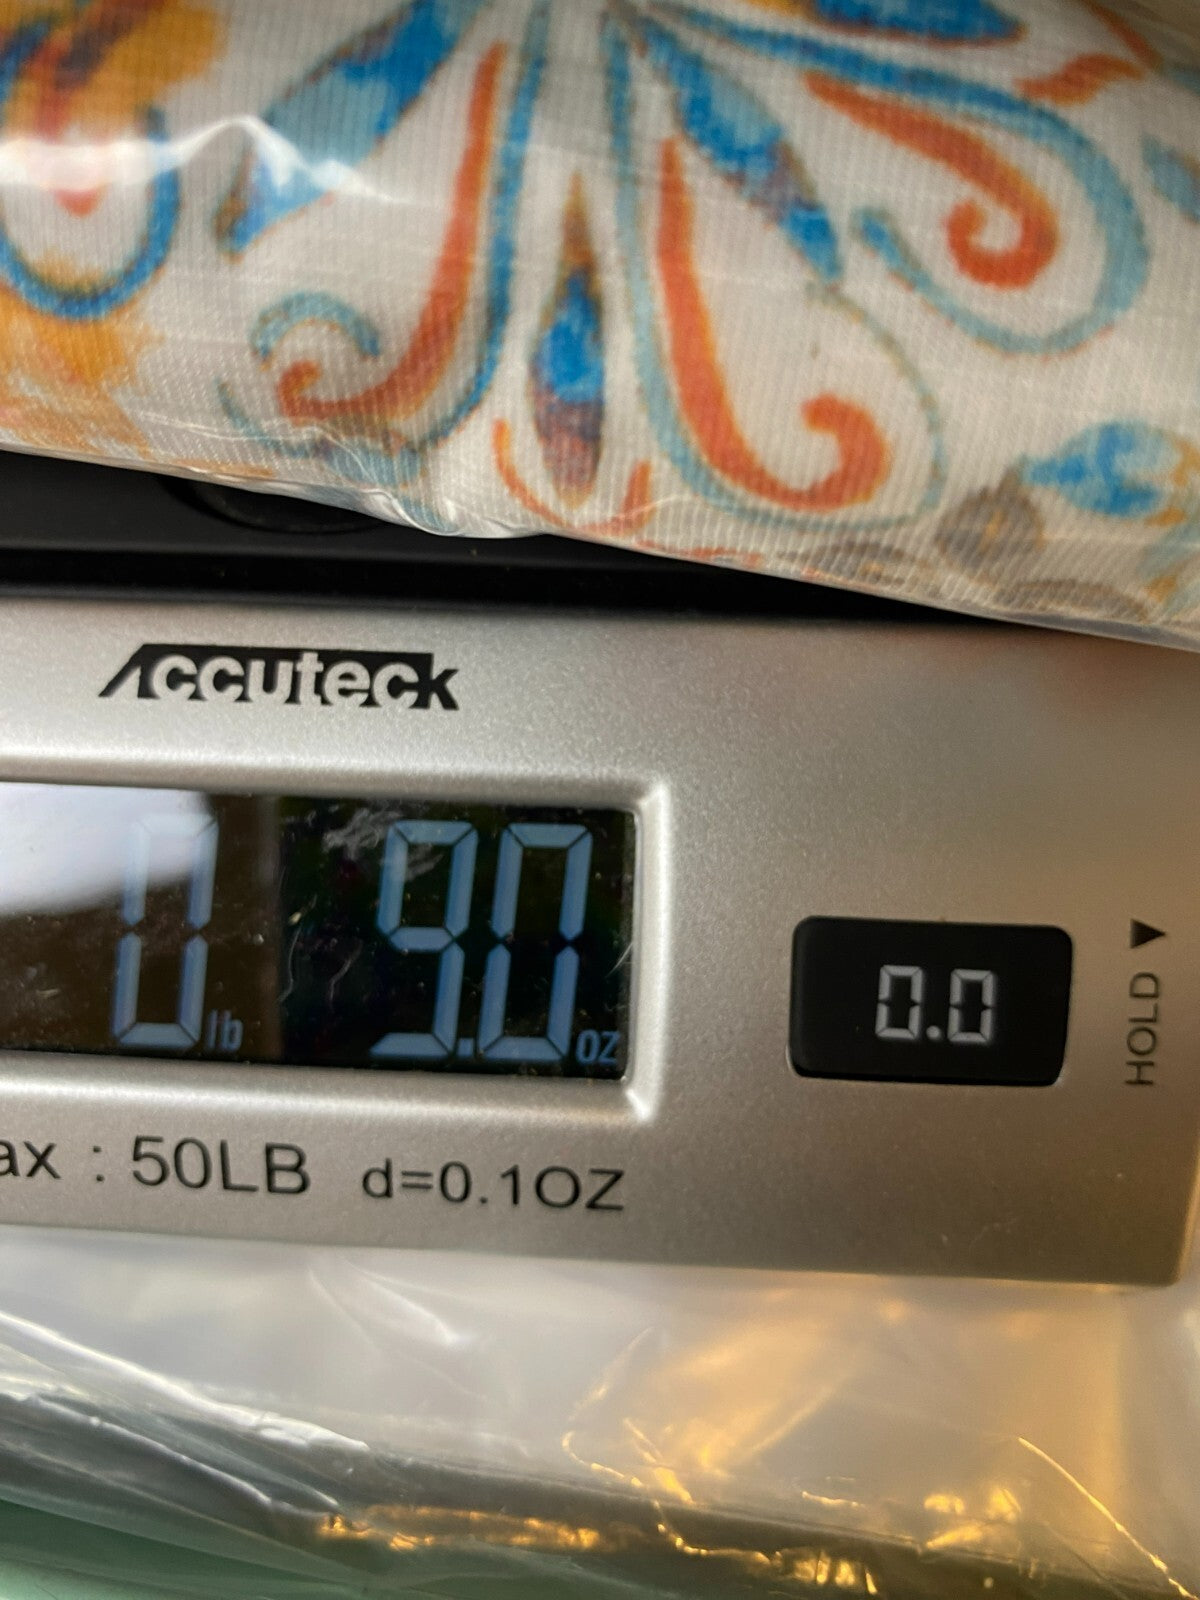 Accuteck
0 lb 9.0 oz
0.0
HOLD ▼
ax : 50LB d=0.1OZ